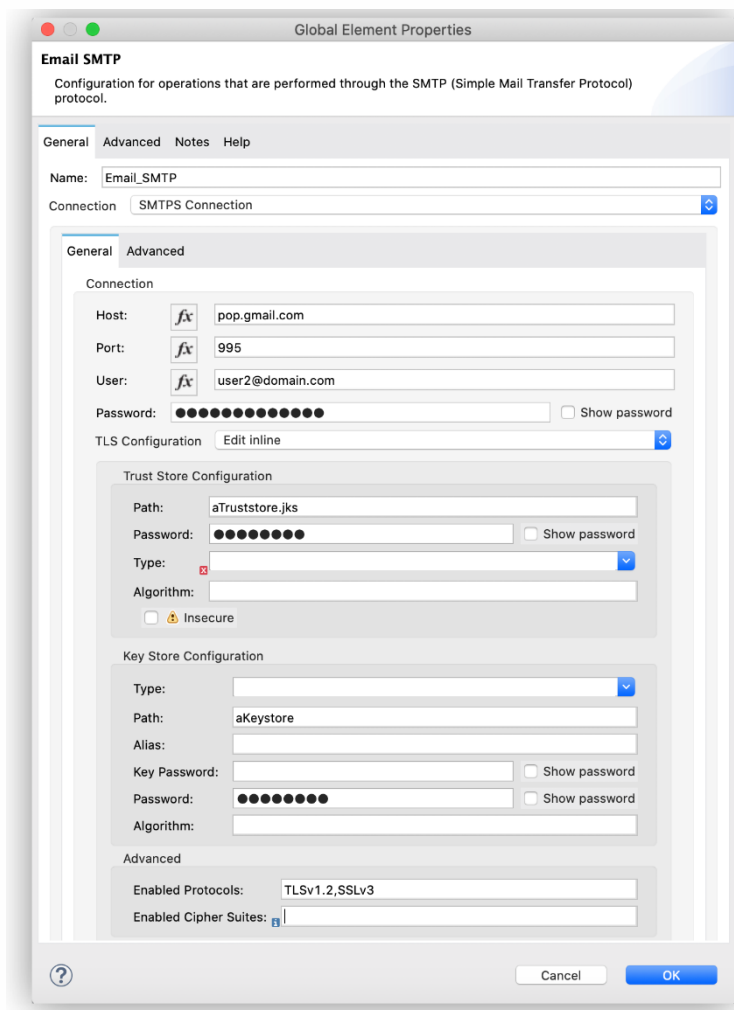 Global Element Properties
Email SMTP
Configuration for operations that are performed through the SMTP (Simple Mail Transfer Protocol)
protocol.
General Advanced Notes Help
Name: Email_SMTP
Connection SMTPS Connection
General Advanced
Connection
Host: fx pop.gmail.com
Port: fx 995
User: fx user2@domain.com
Password: ●●●●●●●●●●●●● Show password
TLS Configuration Edit inline
Trust Store Configuration
Path: aTruststore.jks
Password: ●●●●●●●● Show password
Type:
Algorithm:
Insecure
Key Store Configuration
Type:
Path: aKeystore
Alias:
Key Password: Show password
Password: ●●●●●●●● Show password
Algorithm:
Advanced
Enabled Protocols: TLSv1.2,SSLv3
Enabled Cipher Suites:
? Cancel OK